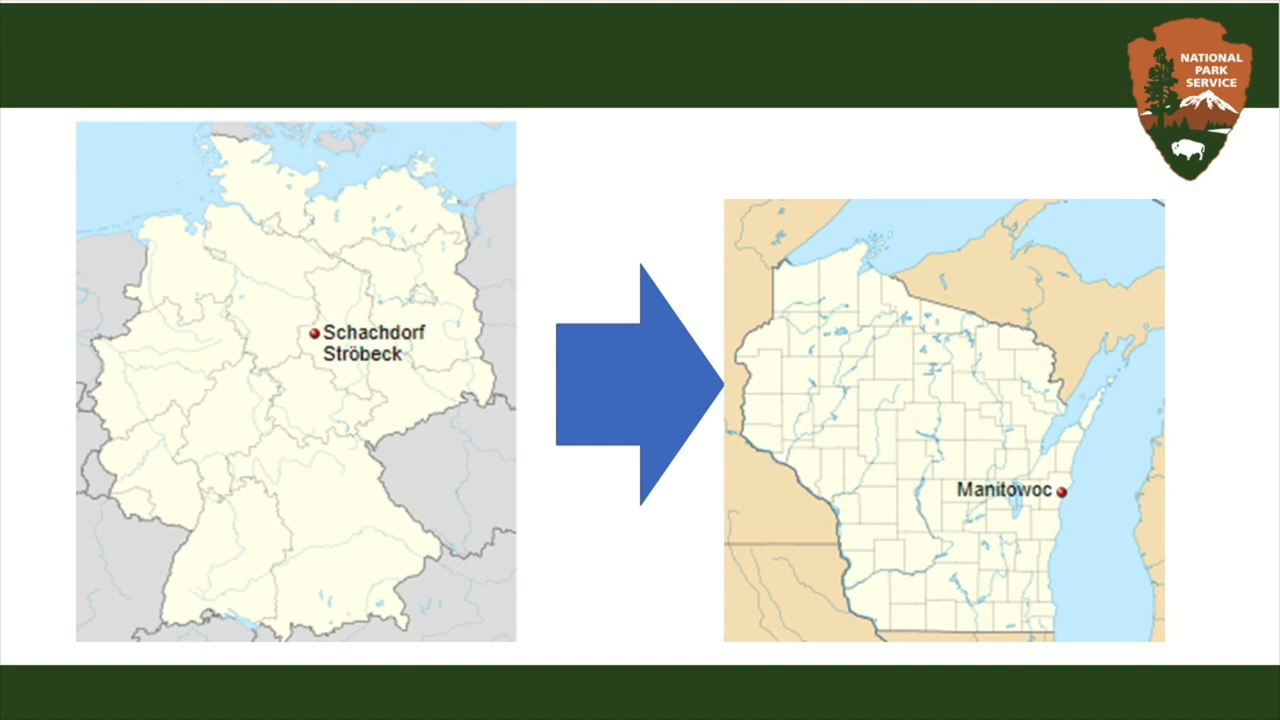 NATIONAL
PARK
SERVICE
Schachdorf
Ströbeck
Manitowoc